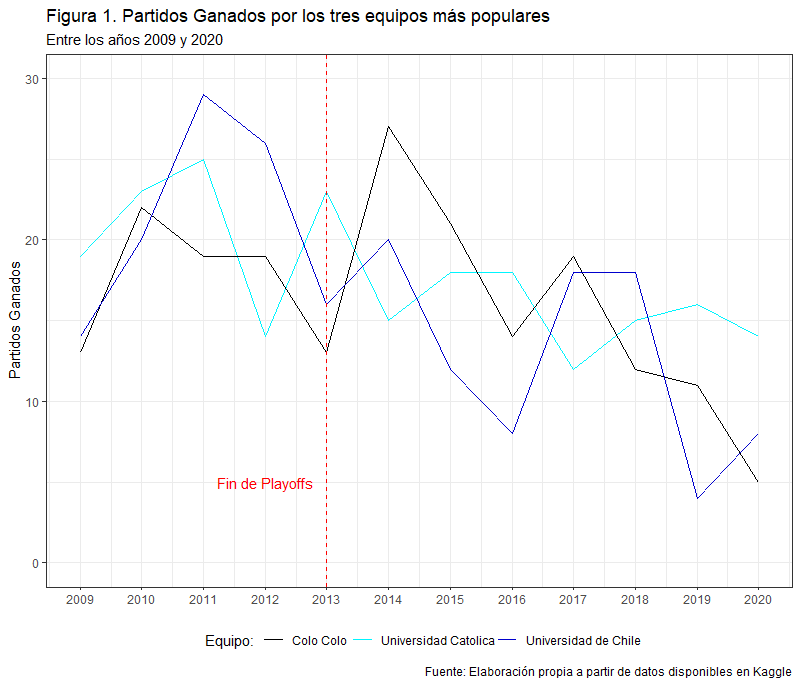 Figura 1. Partidos Ganados por los tres equipos más populares
Entre los años 2009 y 2020
Partidos Ganados
30
20
10
0
Fin de Playoffs
2009 2010 2011 2012 2013 2014 2015 2016 2017 2018 2019 2020
Equipo: Colo Colo Universidad Catolica Universidad de Chile
Fuente: Elaboración propia a partir de datos disponibles en Kaggle